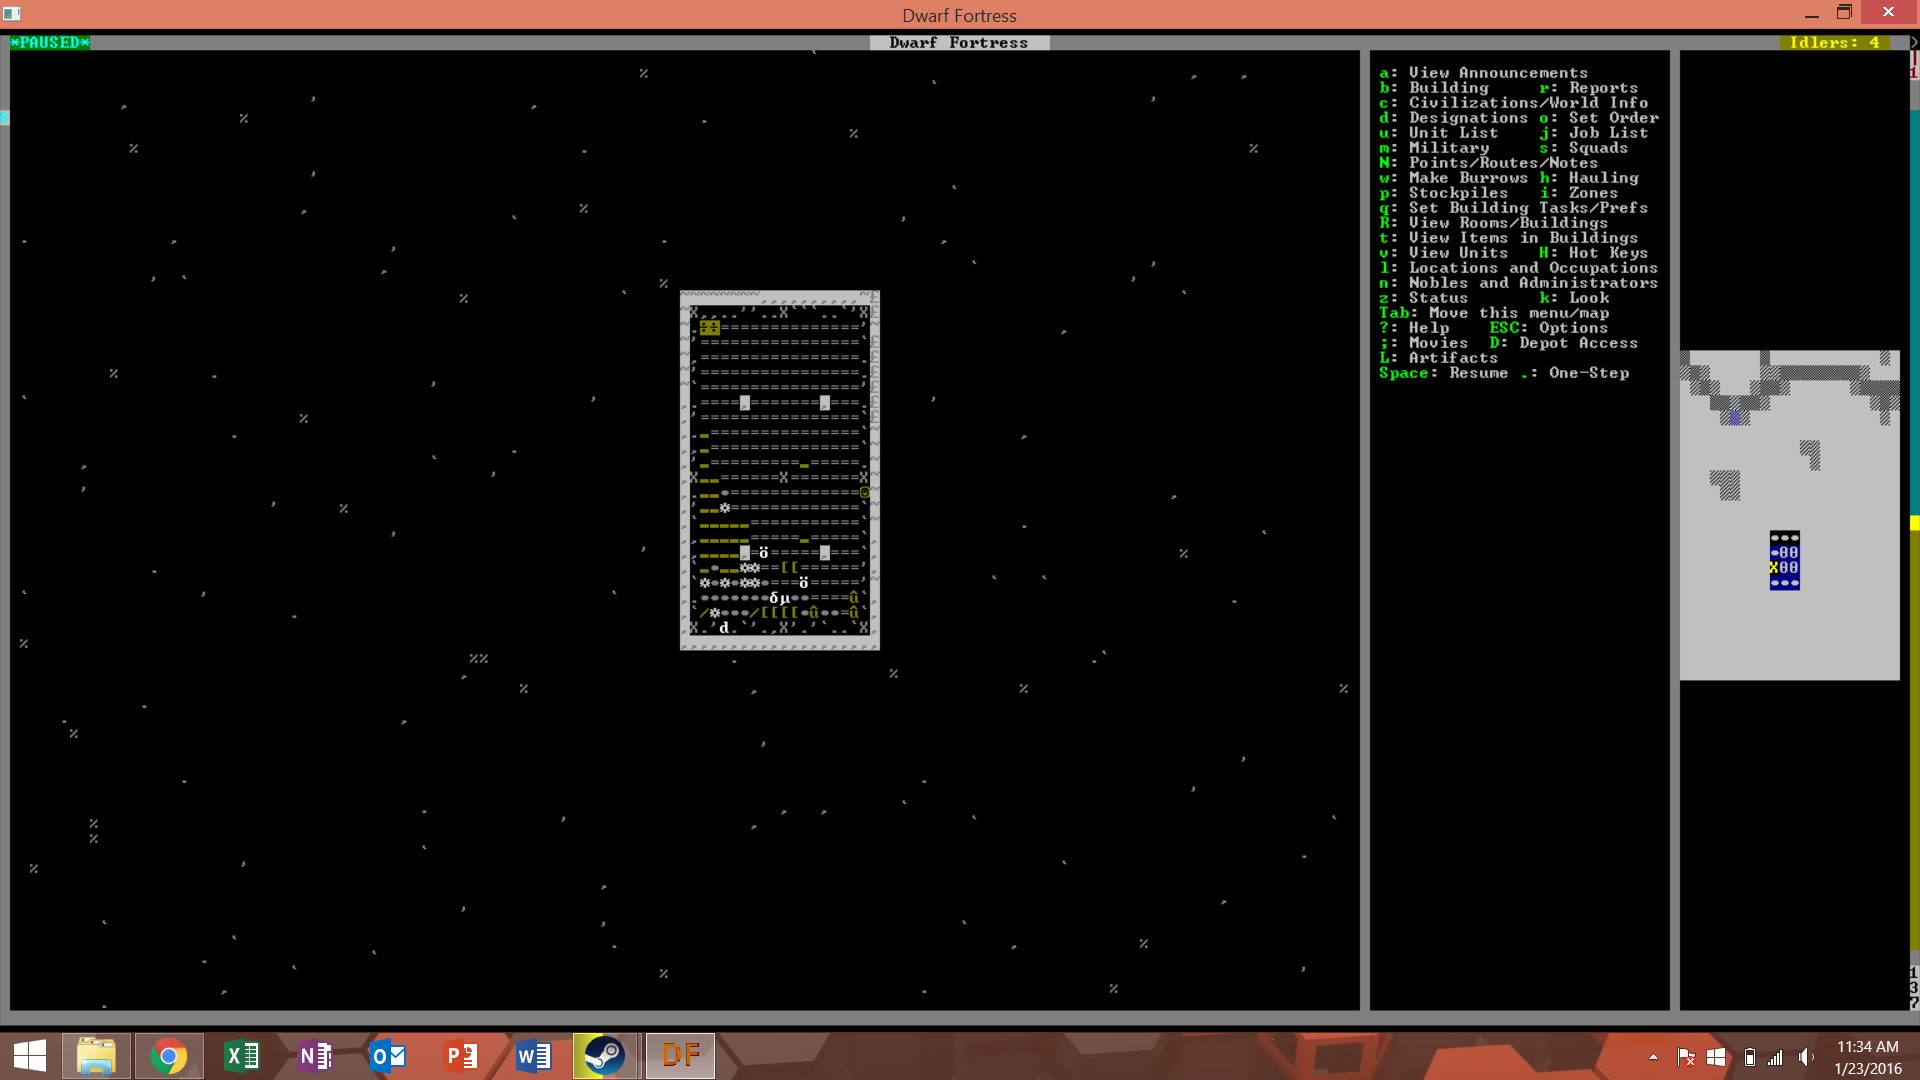 Dwarf Fortress
*PAUSED*
Dwarf Fortress
Idlers: 4
a: View Announcements
b: Building r: Reports
c: Civilizations/World Info
d: Designations o: Set Order
u: Unit List j: Job List
m: Military s: Squads
N: Points/Routes/Notes
w: Make Burrows h: Hauling
p: Stockpiles i: Zones
q: Set Building Tasks/Prefs
R: View Rooms/Buildings
t: View Items in Buildings
v: View Units H: Hot Keys
l: Locations and Occupations
n: Nobles and Administrators
z: Status k: Look
Tab: Move this menu/map
?: Help ESC: Options
;: Movies D: Depot Access
L: Artifacts
Space: Resume .: One-Step
DF
11:34 AM
1/23/2016